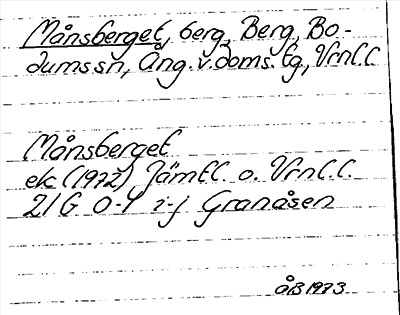 Månsberget, berg, Berg, Bo-
dums sn, Ång. v. doms. tg, Vrnl. l.
Månsberget
ek (1972) Jämtl. o. Vrnl. l.
21G 0-1 i-j Granåsen
ÅB 1973